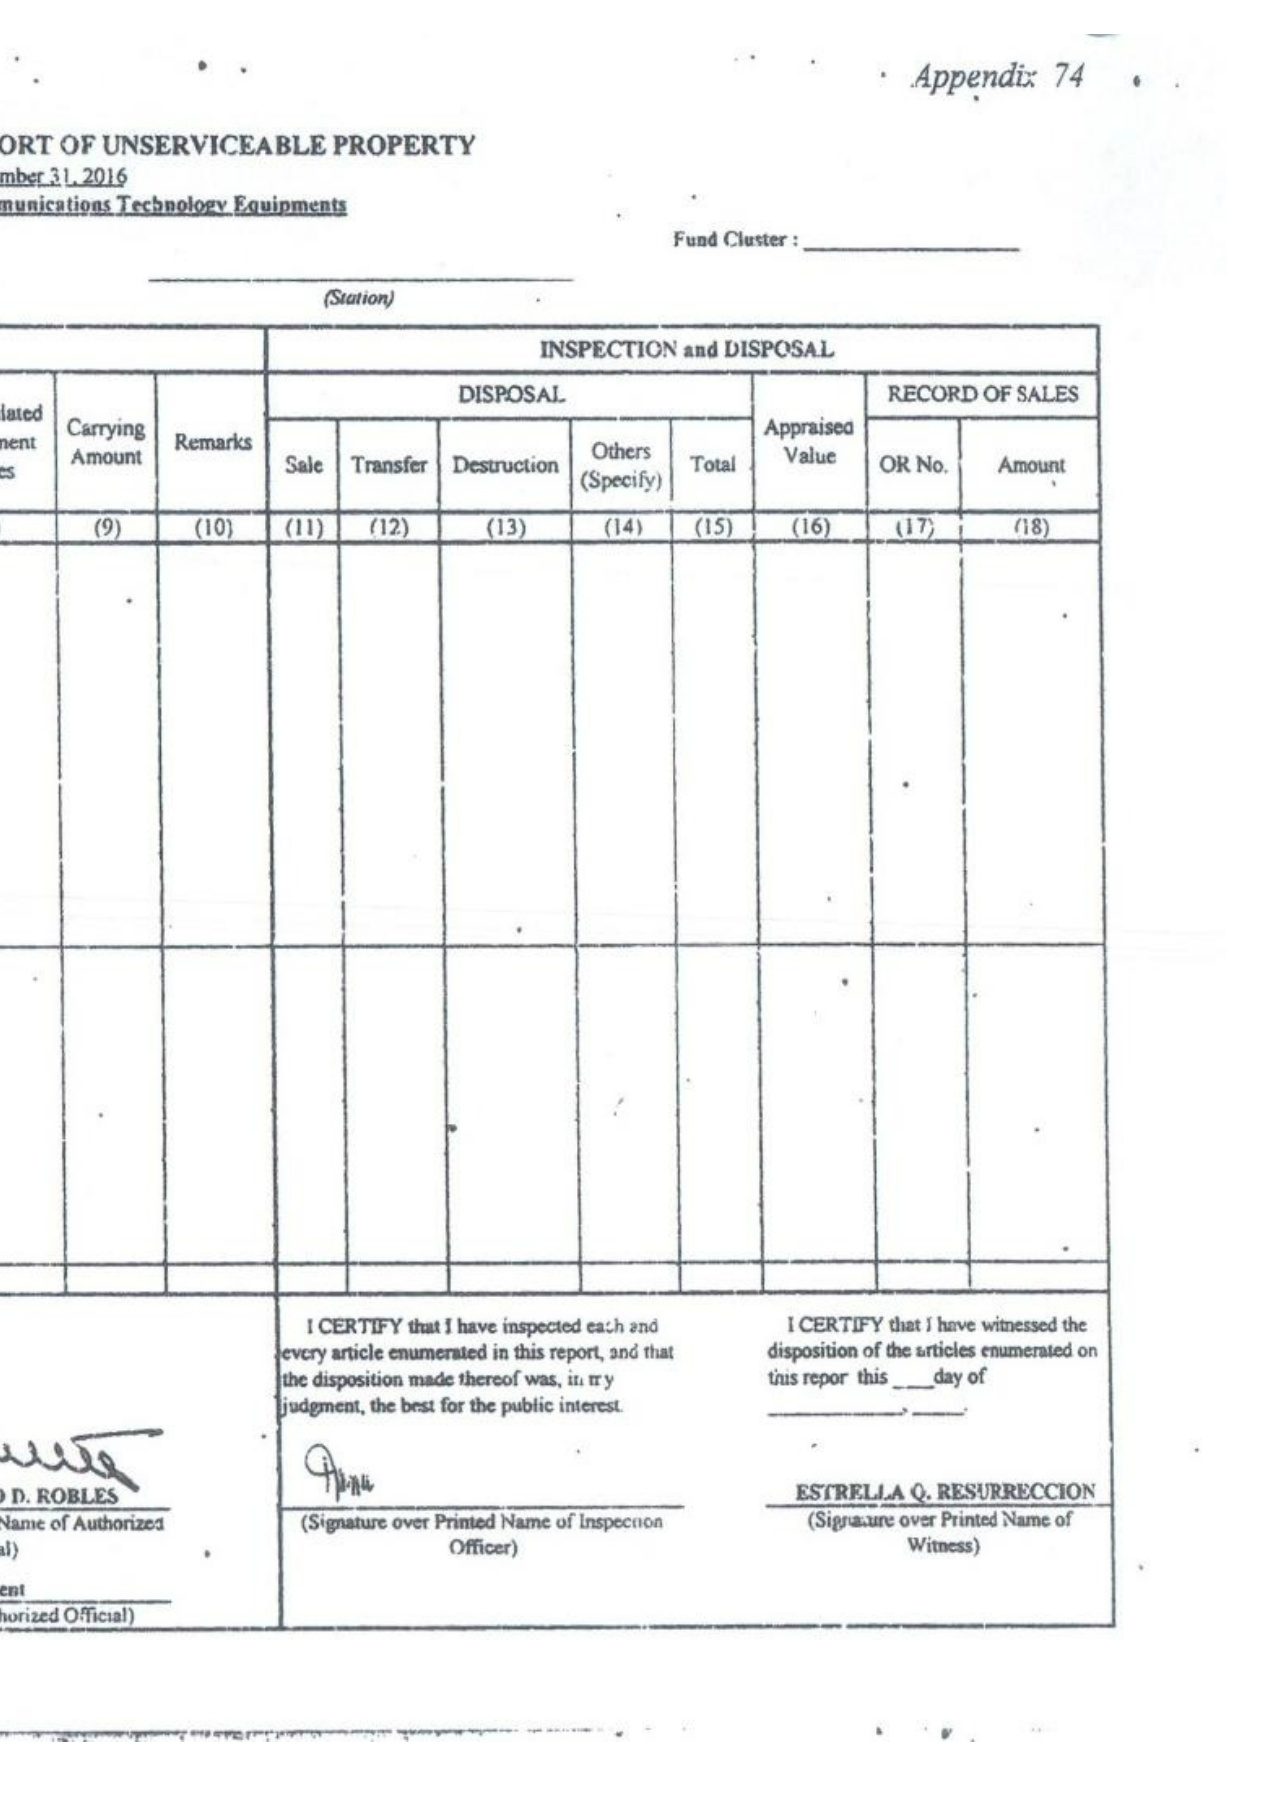 Appendix 74
ORT OF UNSERVICEABLE PROPERTY
mber 31, 2016
munications Technology Equipments
Fund Cluster :
(Station)
INSPECTION and DISPOSAL
DISPOSAL
RECORD OF SALES
lated
nent
es
Carrying
Amount
Remarks
Sale
Transfer
Destruction
Others
(Specify)
Total
Appraised
Value
OR No.
Amount
(9) (10) (11) (12) (13) (14) (15) (16) (17) (18)
I CERTIFY that I have inspected each and
every article enumerated in this report, and that
the disposition made thereof was, in my
judgment, the best for the public interest.
I CERTIFY that I have witnessed the
disposition of the articles enumerated on
this repor this ____day of
____________, _____.
D. ROBLES
Name of Authorized
al)
ent
horized Official)
(Signature over Printed Name of Inspection
Officer)
ESTRELLA Q. RESURRECCION
(Signature over Printed Name of
Witness)